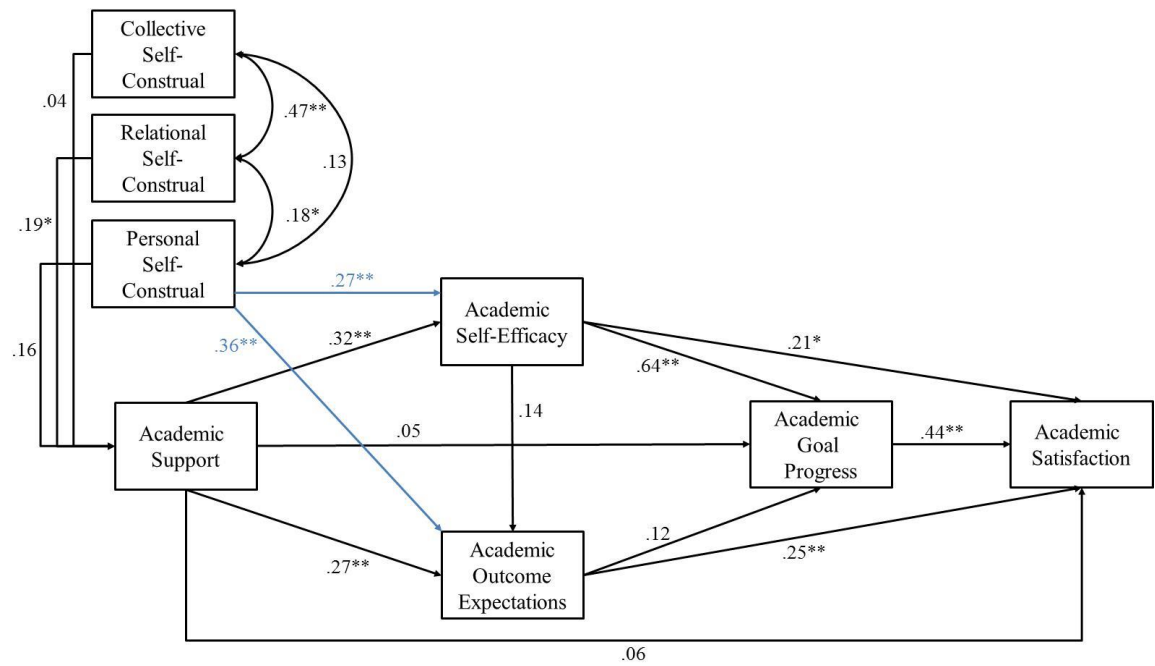 Collective
Self-
Construal
.04
.47**
Relational
Self-
Construal
.13
.19*
.18*
Personal
Self-
Construal
.27**
Academic
Self-Efficacy
.36**
.32**
.16
.21*
.64**
Academic
Support
.05
.14
Academic
Goal
Progress
.44**
Academic
Satisfaction
.27**
Academic
Outcome
Expectations
.12
.25**
.06